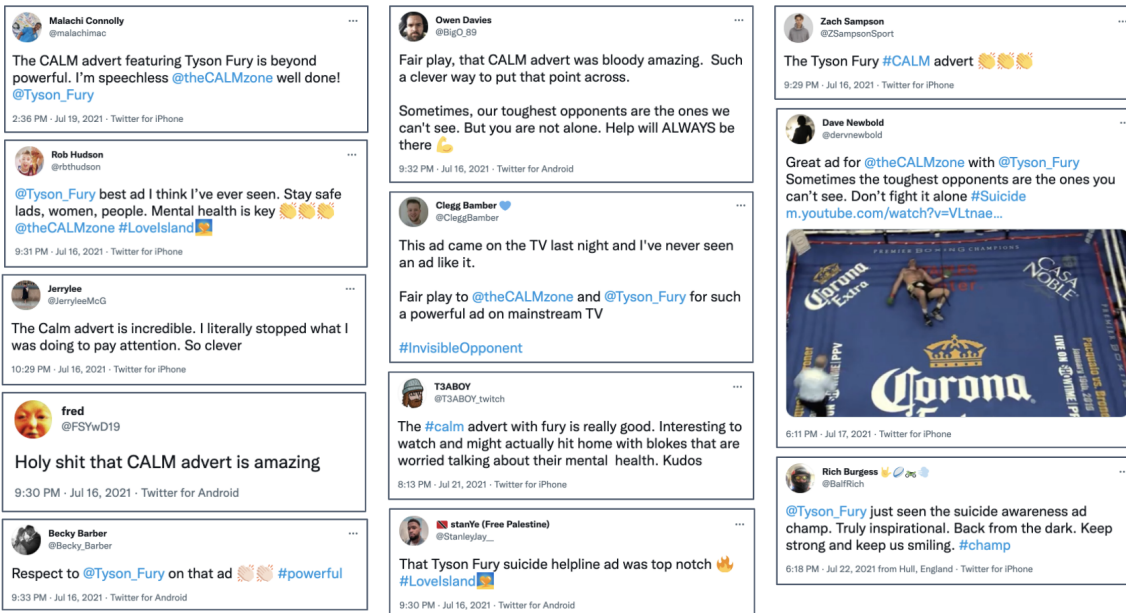 Malachi Connolly
@malachimac
The CALM advert featuring Tyson Fury is beyond
powerful. I'm speechless @theCALMzone well done!
@Tyson_Fury
2:36 PM · Jul 19, 2021 · Twitter for iPhone
Rob Hudson
@rbthudson
@Tyson_Fury best ad I think I've ever seen. Stay safe
lads, women, people. Mental health is key 👏👏👏
@theCALMzone #LoveIsland
9:31 PM · Jul 16, 2021 · Twitter for iPhone
Jerrylee
@JerryleeMcG
The Calm advert is incredible. I literally stopped what I
was doing to pay attention. So clever
10:29 PM · Jul 16, 2021 · Twitter for iPhone
fred
@FSYwD19
Holy shit that CALM advert is amazing
9:30 PM · Jul 16, 2021 · Twitter for Android
Becky Barber
@Becky_Barber
Respect to @Tyson_Fury on that ad 👏🏻👏🏻 #powerful
9:33 PM · Jul 16, 2021 · Twitter for Android
Owen Davies
@BigO_89
Fair play, that CALM advert was bloody amazing. Such
a clever way to put that point across.
Sometimes, our toughest opponents are the ones we
can't see. But you are not alone. Help will ALWAYS be
there 💪
9:32 PM · Jul 16, 2021 · Twitter for Android
Clegg Bamber 💙
@CleggBamber
This ad came on the TV last night and I've never seen
an ad like it.
Fair play to @theCALMzone and @Tyson_Fury for such
a powerful ad on mainstream TV
#InvisibleOpponent
T3ABOY
@T3ABOY_twitch
The #calm advert with fury is really good. Interesting to
watch and might actually hit home with blokes that are
worried talking about their mental health. Kudos
8:13 PM · Jul 21, 2021 · Twitter for iPhone
🇹🇹 stanYe (Free Palestine)
@StanleyJay__
That Tyson Fury suicide helpline ad was top notch 🔥
#LoveIsland
9:30 PM · Jul 16, 2021 · Twitter for Android
Zach Sampson
@ZSampsonSport
The Tyson Fury #CALM advert 👏👏👏
9:29 PM · Jul 16, 2021 · Twitter for iPhone
Dave Newbold
@dervnewbold
Great ad for @theCALMzone with @Tyson_Fury
Sometimes the toughest opponents are the ones you
can't see. Don't fight it alone #Suicide
m.youtube.com/watch?v=VLtnae...
PREMIER BOXING CHAMPIONS
Corona
Extra
CASA
NOBLE
Corona
LIVE ON SHOWTIME | PPV
6:11 PM · Jul 17, 2021 · Twitter for iPhone
Rich Burgess
@BalfRich
@Tyson_Fury just seen the suicide awareness ad
champ. Truly inspirational. Back from the dark. Keep
strong and keep us smiling. #champ
6:18 PM · Jul 22, 2021 from Hull, England · Twitter for iPhone